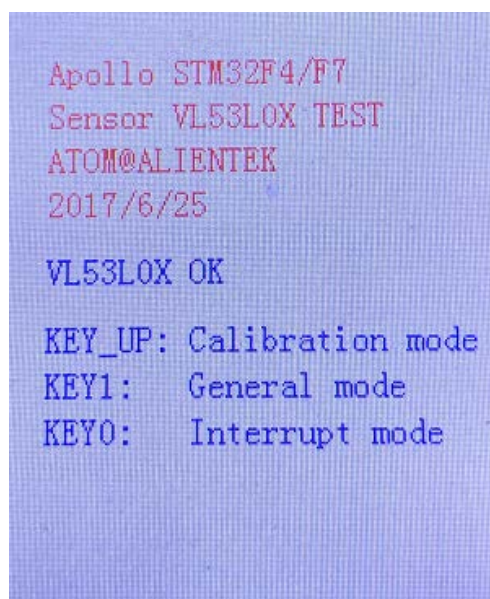 Apollo STM32F4/F7
Sensor VL53L0X TEST
ATOM@ALIENTEK
2017/6/25
VL53L0X OK
KEY_UP: Calibration mode
KEY1: General mode
KEY0: Interrupt mode